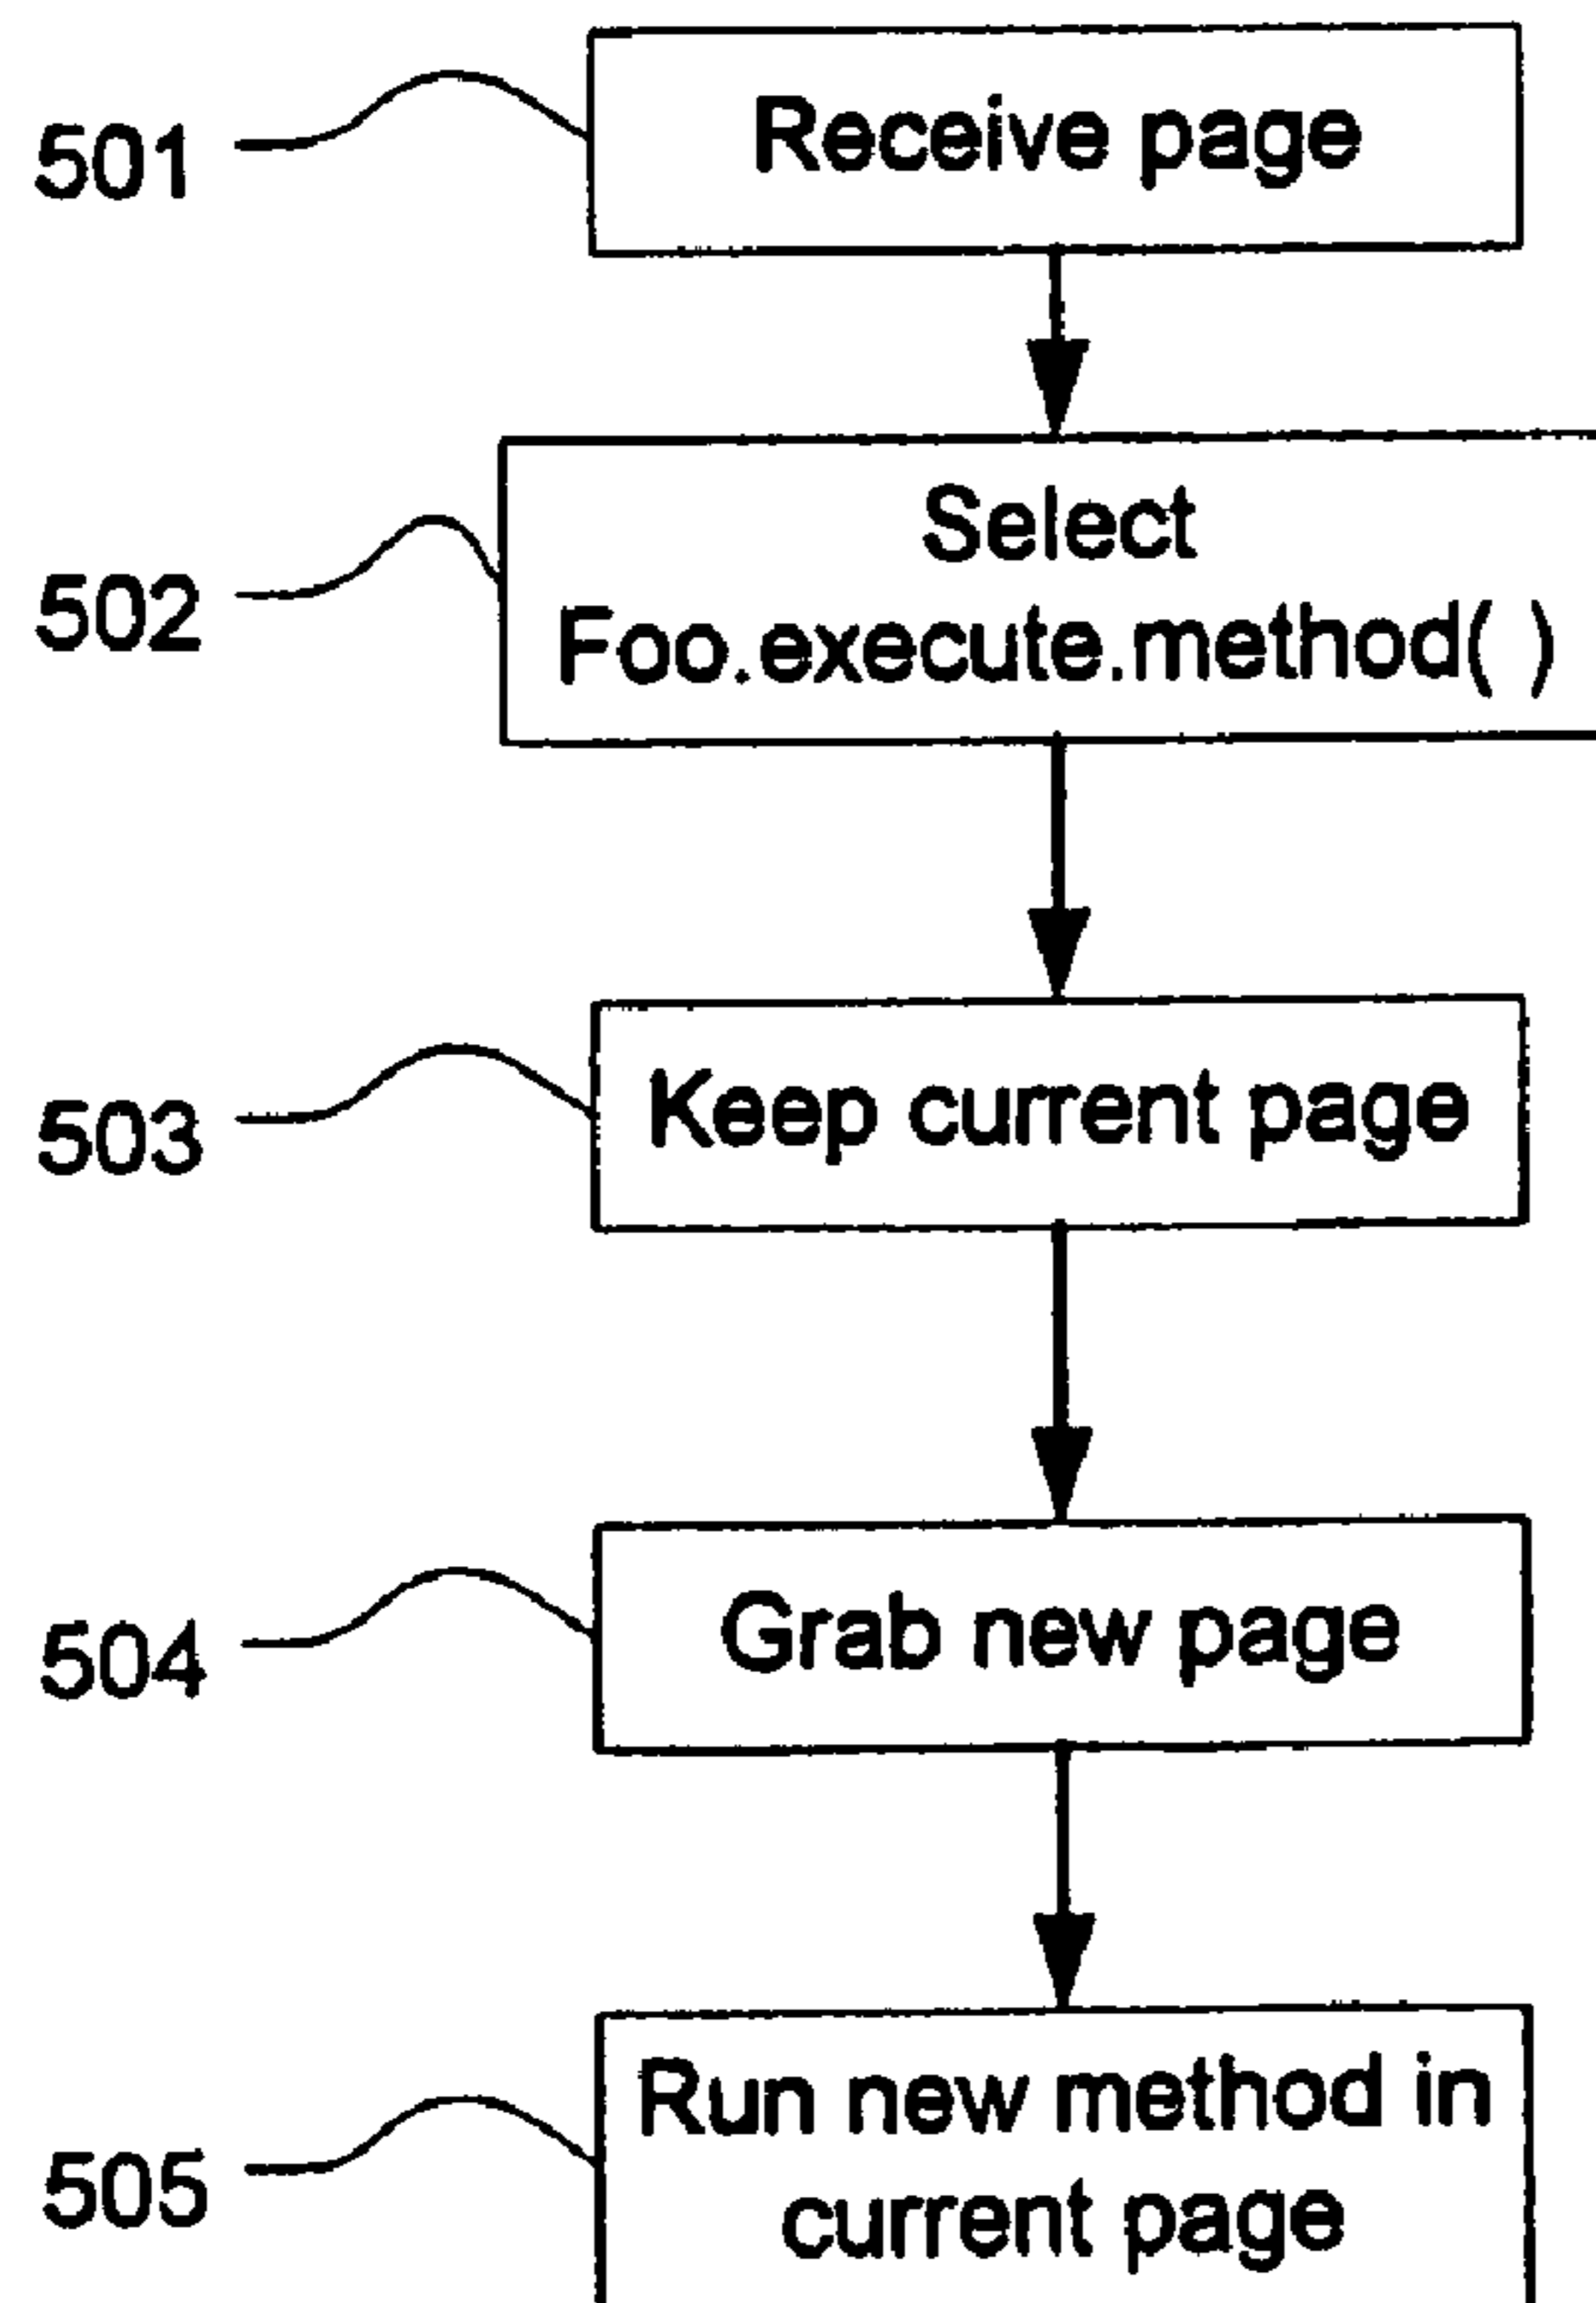 501
Receive page
502
Select
Foo.execute.method( )
503
Keep current page
504
Grab new page
505
Run new method in
current page